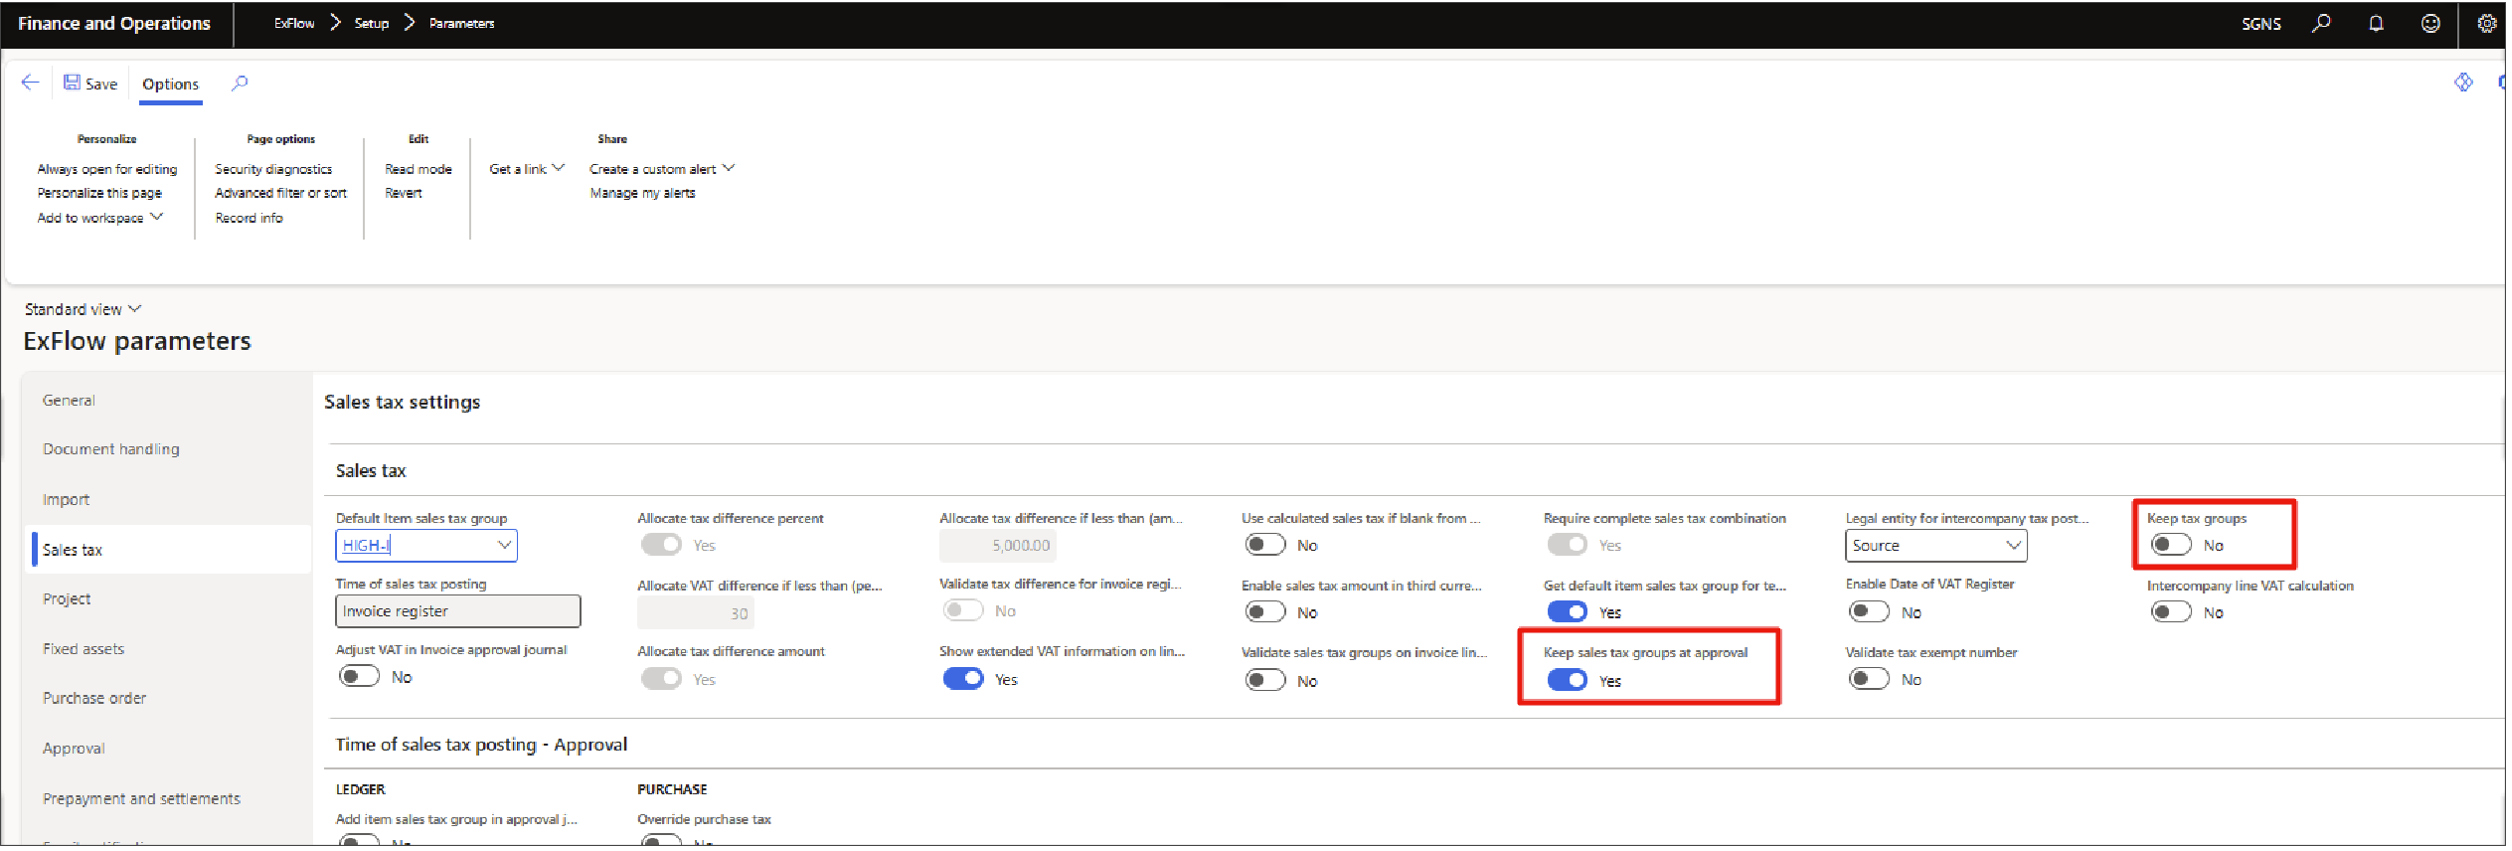 Finance and Operations
ExFlow
Setup
Parameters
SGNS
Save
Options
Personalize
Always open for editing
Personalize this page
Add to workspace
Page options
Security diagnostics
Advanced filter or sort
Record info
Edit
Read mode
Revert
Share
Get a link
Create a custom alert
Manage my alerts
Standard view
ExFlow parameters
General
Document handling
Import
Sales tax
Project
Fixed assets
Purchase order
Approval
Prepayment and settlements
Sales tax settings
Sales tax
Default Item sales tax group
HIGH-I
Time of sales tax posting
Invoice register
Adjust VAT in Invoice approval journal
No
Allocate tax difference percent
Yes
Allocate VAT difference if less than (pe...
30
Allocate tax difference amount
Yes
Allocate tax difference if less than (am...
5,000.00
Validate tax difference for invoice regi...
No
Show extended VAT information on lin...
Yes
Use calculated sales tax if blank from ...
No
Enable sales tax amount in third curre...
No
Validate sales tax groups on invoice lin...
No
Require complete sales tax combination
Yes
Get default item sales tax group for te...
Yes
Keep sales tax groups at approval
Yes
Legal entity for intercompany tax post...
Source
Enable Date of VAT Register
No
Validate tax exempt number
No
Keep tax groups
No
Intercompany line VAT calculation
No
Time of sales tax posting - Approval
LEDGER
Add item sales tax group in approval j...
No
PURCHASE
Override purchase tax
No